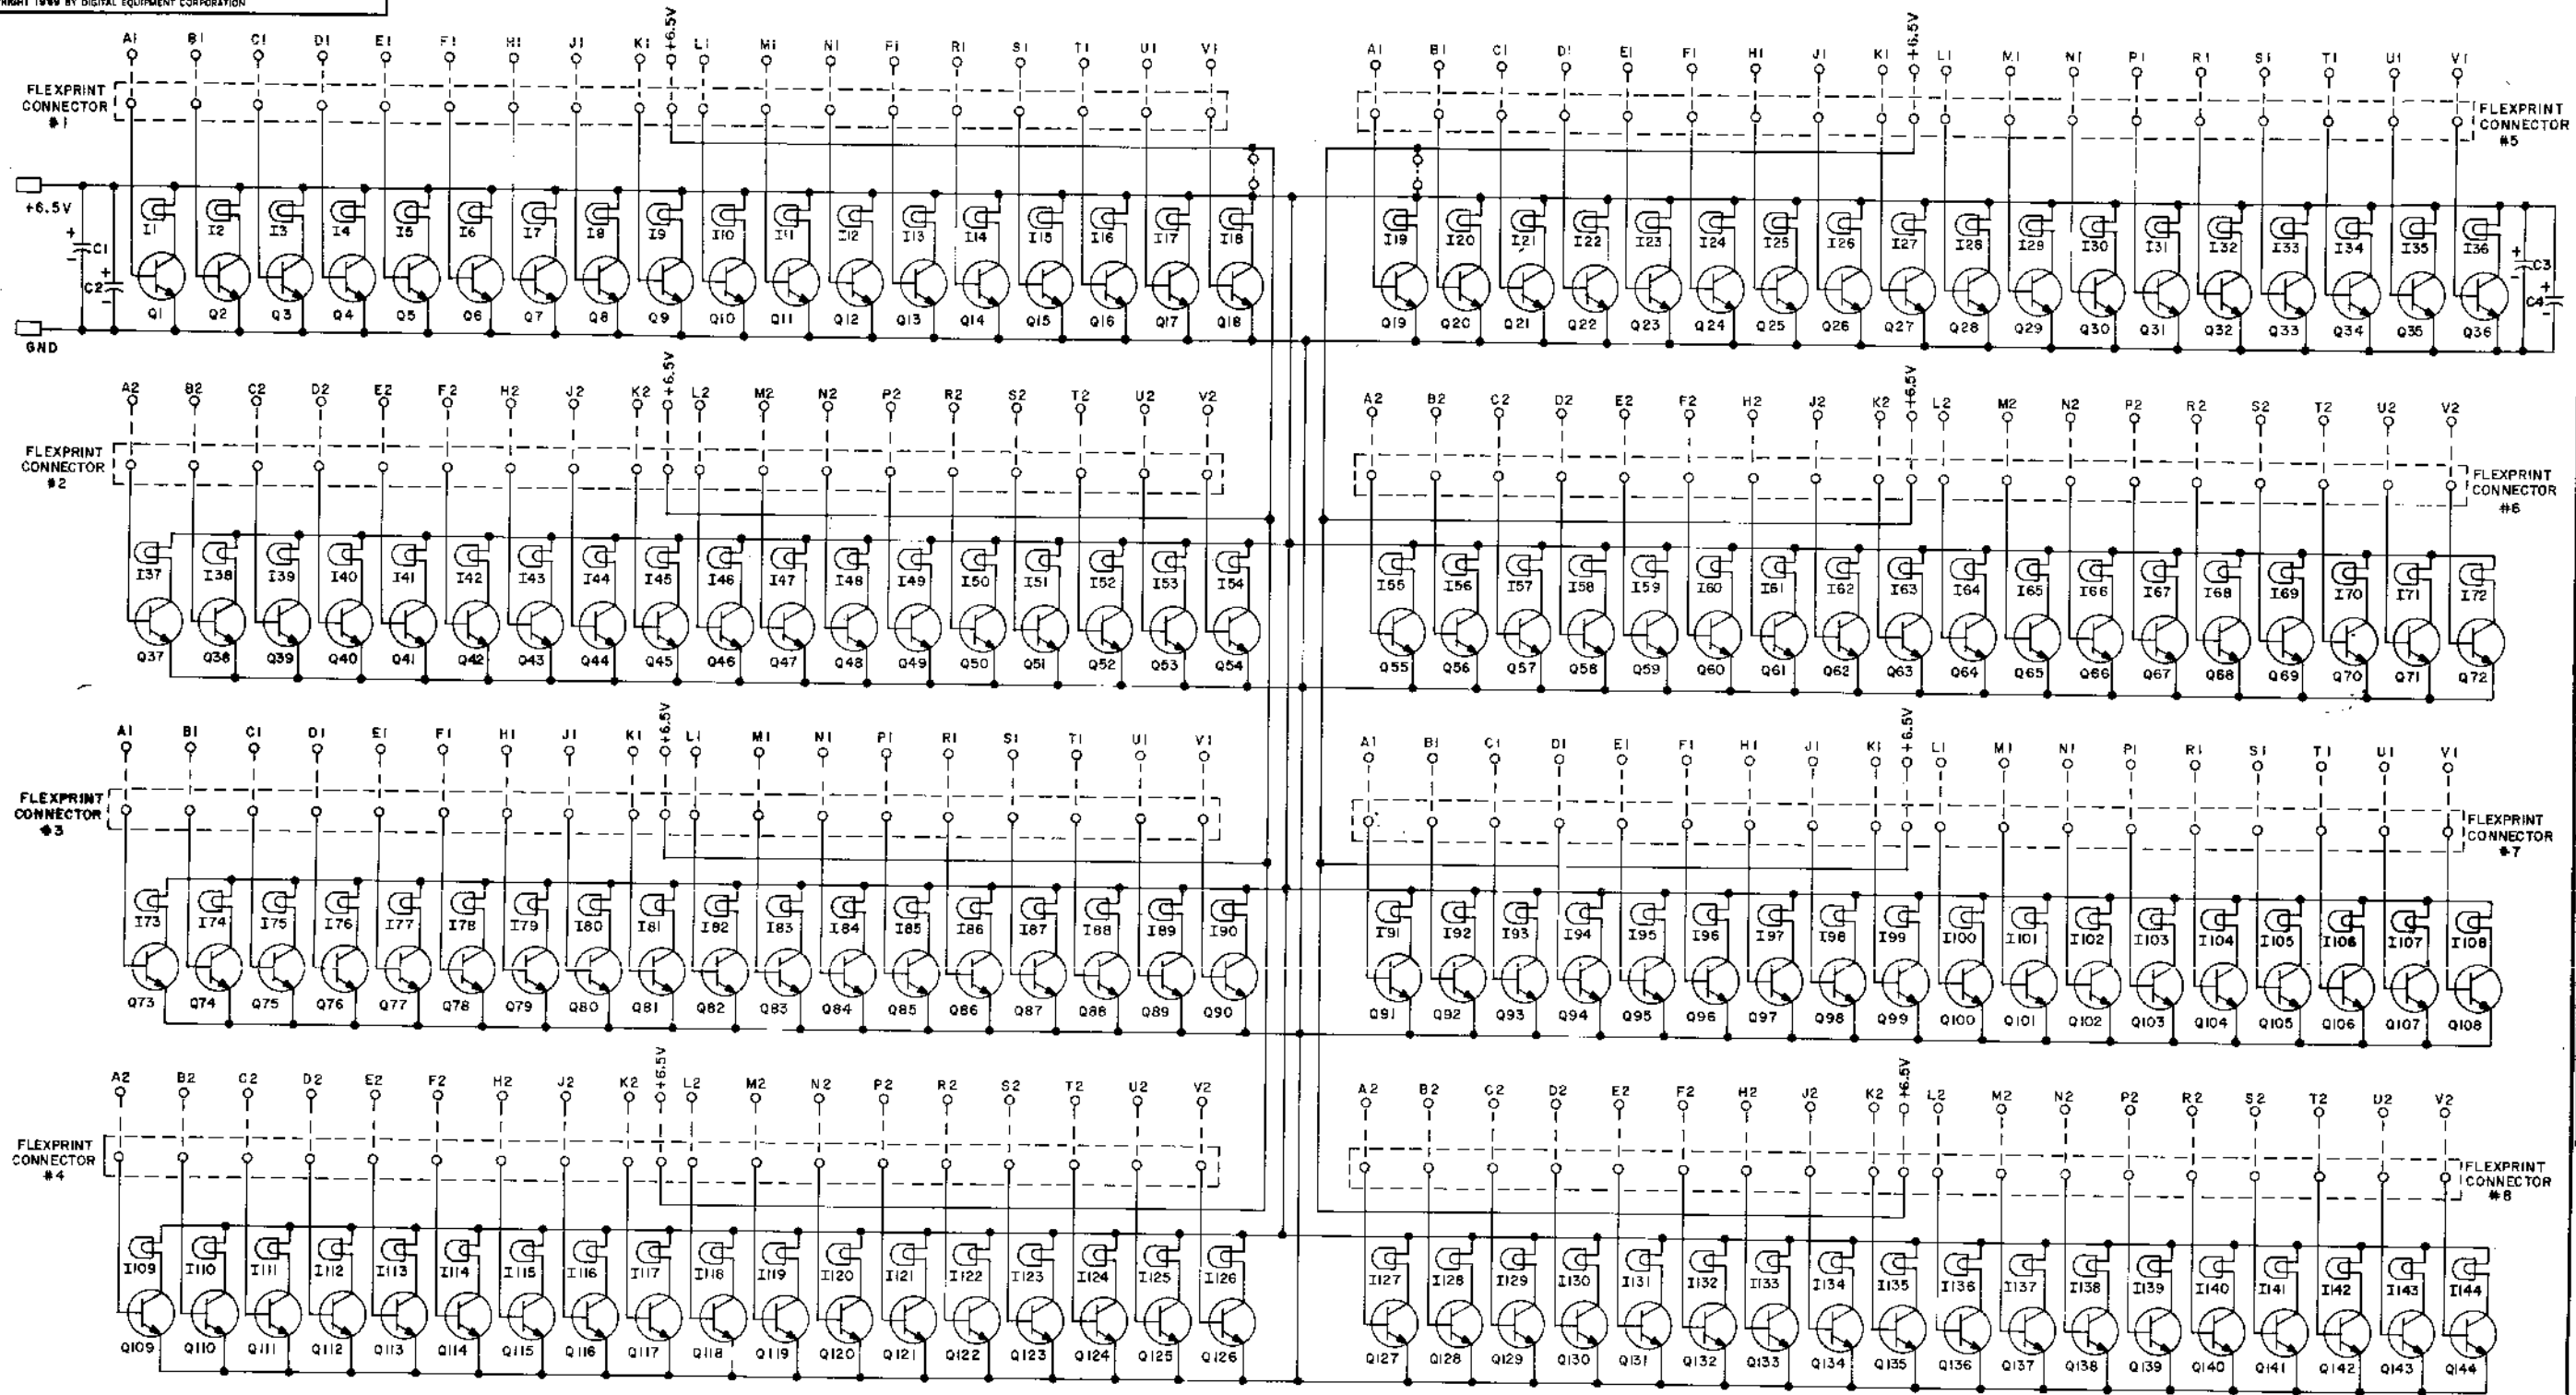 COPYRIGHT 1969 BY DIGITAL EQUIPMENT CORPORATION
A1 B1 C1 D1 E1 F1 H1 J1 K1 +6.5V L1 M1 N1 P1 R1 S1 T1 U1 V1
A1 B1 C1 D1 E1 F1 H1 J1 K1 +6.5V L1 M1 N1 P1 R1 S1 T1 U1 V1
FLEXPRINT
CONNECTOR
#1
FLEXPRINT
CONNECTOR
#5
+6.5V
I1 I2 I3 I4 I5 I6 I7 I8 I9 I10 I11 I12 I13 I14 I15 I16 I17 I18
I19 I20 I21 I22 I23 I24 I25 I26 I27 I28 I29 I30 I31 I32 I33 I34 I35 I36
+ C1 -
+ C2 -
+ C3 -
+ C4 -
Q1 Q2 Q3 Q4 Q5 Q6 Q7 Q8 Q9 Q10 Q11 Q12 Q13 Q14 Q15 Q16 Q17 Q18
Q19 Q20 Q21 Q22 Q23 Q24 Q25 Q26 Q27 Q28 Q29 Q30 Q31 Q32 Q33 Q34 Q35 Q36
GND
A2 B2 C2 D2 E2 F2 H2 J2 K2 +6.5V L2 M2 N2 P2 R2 S2 T2 U2 V2
A2 B2 C2 D2 E2 F2 H2 J2 K2 +6.5V L2 M2 N2 P2 R2 S2 T2 U2 V2
FLEXPRINT
CONNECTOR
#2
FLEXPRINT
CONNECTOR
#6
I37 I38 I39 I40 I41 I42 I43 I44 I45 I46 I47 I48 I49 I50 I51 I52 I53 I54
I55 I56 I57 I58 I59 I60 I61 I62 I63 I64 I65 I66 I67 I68 I69 I70 I71 I72
Q37 Q38 Q39 Q40 Q41 Q42 Q43 Q44 Q45 Q46 Q47 Q48 Q49 Q50 Q51 Q52 Q53 Q54
Q55 Q56 Q57 Q58 Q59 Q60 Q61 Q62 Q63 Q64 Q65 Q66 Q67 Q68 Q69 Q70 Q71 Q72
A1 B1 C1 D1 E1 F1 H1 J1 K1 +6.5V L1 M1 N1 P1 R1 S1 T1 U1 V1
A1 B1 C1 D1 E1 F1 H1 J1 K1 +6.5V L1 M1 N1 P1 R1 S1 T1 U1 V1
FLEXPRINT
CONNECTOR
#3
FLEXPRINT
CONNECTOR
#7
I73 I74 I75 I76 I77 I78 I79 I80 I81 I82 I83 I84 I85 I86 I87 I88 I89 I90
I91 I92 I93 I94 I95 I96 I97 I98 I99 I100 I101 I102 I103 I104 I105 I106 I107 I108
Q73 Q74 Q75 Q76 Q77 Q78 Q79 Q80 Q81 Q82 Q83 Q84 Q85 Q86 Q87 Q88 Q89 Q90
Q91 Q92 Q93 Q94 Q95 Q96 Q97 Q98 Q99 Q100 Q101 Q102 Q103 Q104 Q105 Q106 Q107 Q108
A2 B2 C2 D2 E2 F2 H2 J2 K2 +6.5V L2 M2 N2 P2 R2 S2 T2 U2 V2
A2 B2 C2 D2 E2 F2 H2 J2 K2 +6.5V L2 M2 N2 P2 R2 S2 T2 U2 V2
FLEXPRINT
CONNECTOR
#4
FLEXPRINT
CONNECTOR
#8
I109 I110 I111 I112 I113 I114 I115 I116 I117 I118 I119 I120 I121 I122 I123 I124 I125 I126
I127 I128 I129 I130 I131 I132 I133 I134 I135 I136 I137 I138 I139 I140 I141 I142 I143 I144
Q109 Q110 Q111 Q112 Q113 Q114 Q115 Q116 Q117 Q118 Q119 Q120 Q121 Q122 Q123 Q124 Q125 Q126
Q127 Q128 Q129 Q130 Q131 Q132 Q133 Q134 Q135 Q136 Q137 Q138 Q139 Q140 Q141 Q142 Q143 Q144